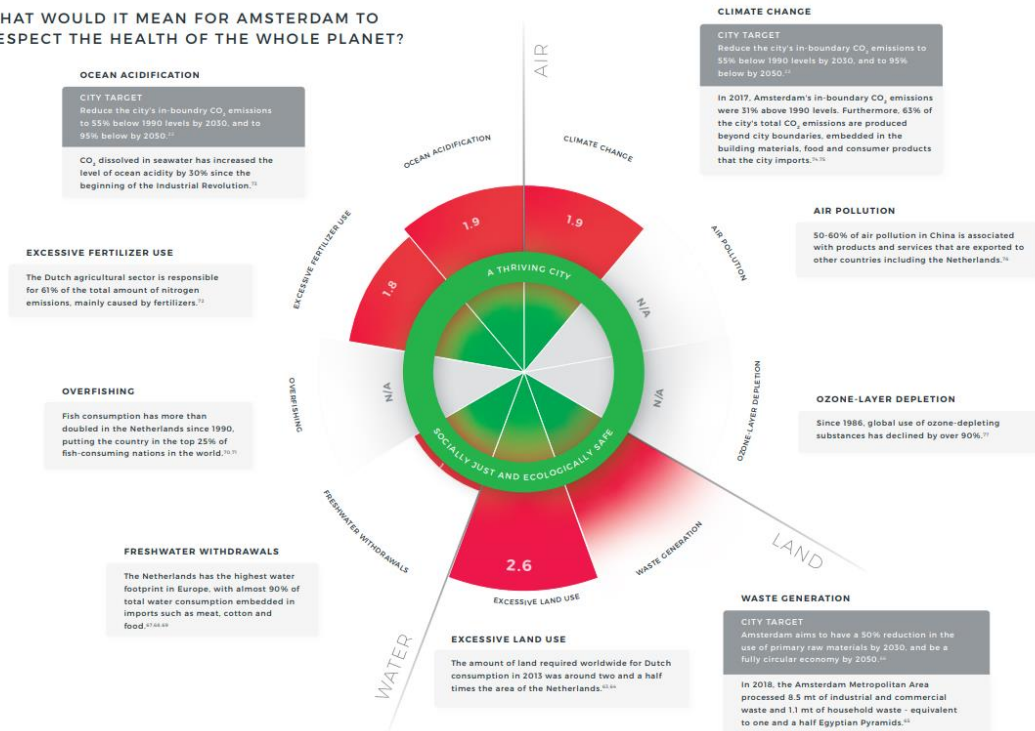 HAT WOULD IT MEAN FOR AMSTERDAM TO
ESPECT THE HEALTH OF THE WHOLE PLANET?
OCEAN ACIDIFICATION
CITY TARGET
Reduce the city's in-boundry CO₂ emissions
to 55% below 1990 levels by 2030, and to
95% below by 2050.
CO₂ dissolved in seawater has increased the
level of ocean acidity by 30% since the
beginning of the Industrial Revolution.
EXCESSIVE FERTILIZER USE
The Dutch agricultural sector is responsible
for 61% of the total amount of nitrogen
emissions, mainly caused by fertilizers.
OVERFISHING
Fish consumption has more than
doubled in the Netherlands since 1990,
putting the country in the top 25% of
fish-consuming nations in the world.
FRESHWATER WITHDRAWALS
The Netherlands has the highest water
footprint in Europe, with almost 90% of
total water consumption embedded in
imports such as meat, cotton and
food.
AIR
OCEAN ACIDIFICATION
CLIMATE CHANGE
EXCESSIVE FERTILIZER USE
AIR POLLUTION
1.9
1.9
1.8
A THRIVING CITY
N/A
N/A
N/A
OVERFISHING
OZONE-LAYER DEPLETION
SOCIALLY JUST AND ECOLOGICALLY SAFE
FRESHWATER WITHDRAWALS
WASTE GENERATION
2.6
EXCESSIVE LAND USE
WATER
LAND
EXCESSIVE LAND USE
The amount of land required worldwide for Dutch
consumption in 2013 was around two and a half
times the area of the Netherlands.
CLIMATE CHANGE
CITY TARGET
Reduce the city's in-boundary CO₂ emissions to
55% below 1990 levels by 2030, and to 95%
below by 2050.
In 2017, Amsterdam's in-boundary CO₂ emissions
were 31% above 1990 levels. Furthermore, 63% of
the city's total CO₂ emissions are produced
beyond city boundaries, embedded in the
building materials, food and consumer products
that the city imports.
AIR POLLUTION
50-60% of air pollution in China is associated
with products and services that are exported to
other countries including the Netherlands.
OZONE-LAYER DEPLETION
Since 1986, global use of ozone-depleting
substances has declined by over 90%.
WASTE GENERATION
CITY TARGET
Amsterdam aims to have a 50% reduction in the
use of primary raw materials by 2030, and be a
fully circular economy by 2050.
In 2018, the Amsterdam Metropolitan Area
processed 8.5 mt of industrial and commercial
waste and 1.1 mt of household waste - equivalent
to one and a half Egyptian Pyramids.